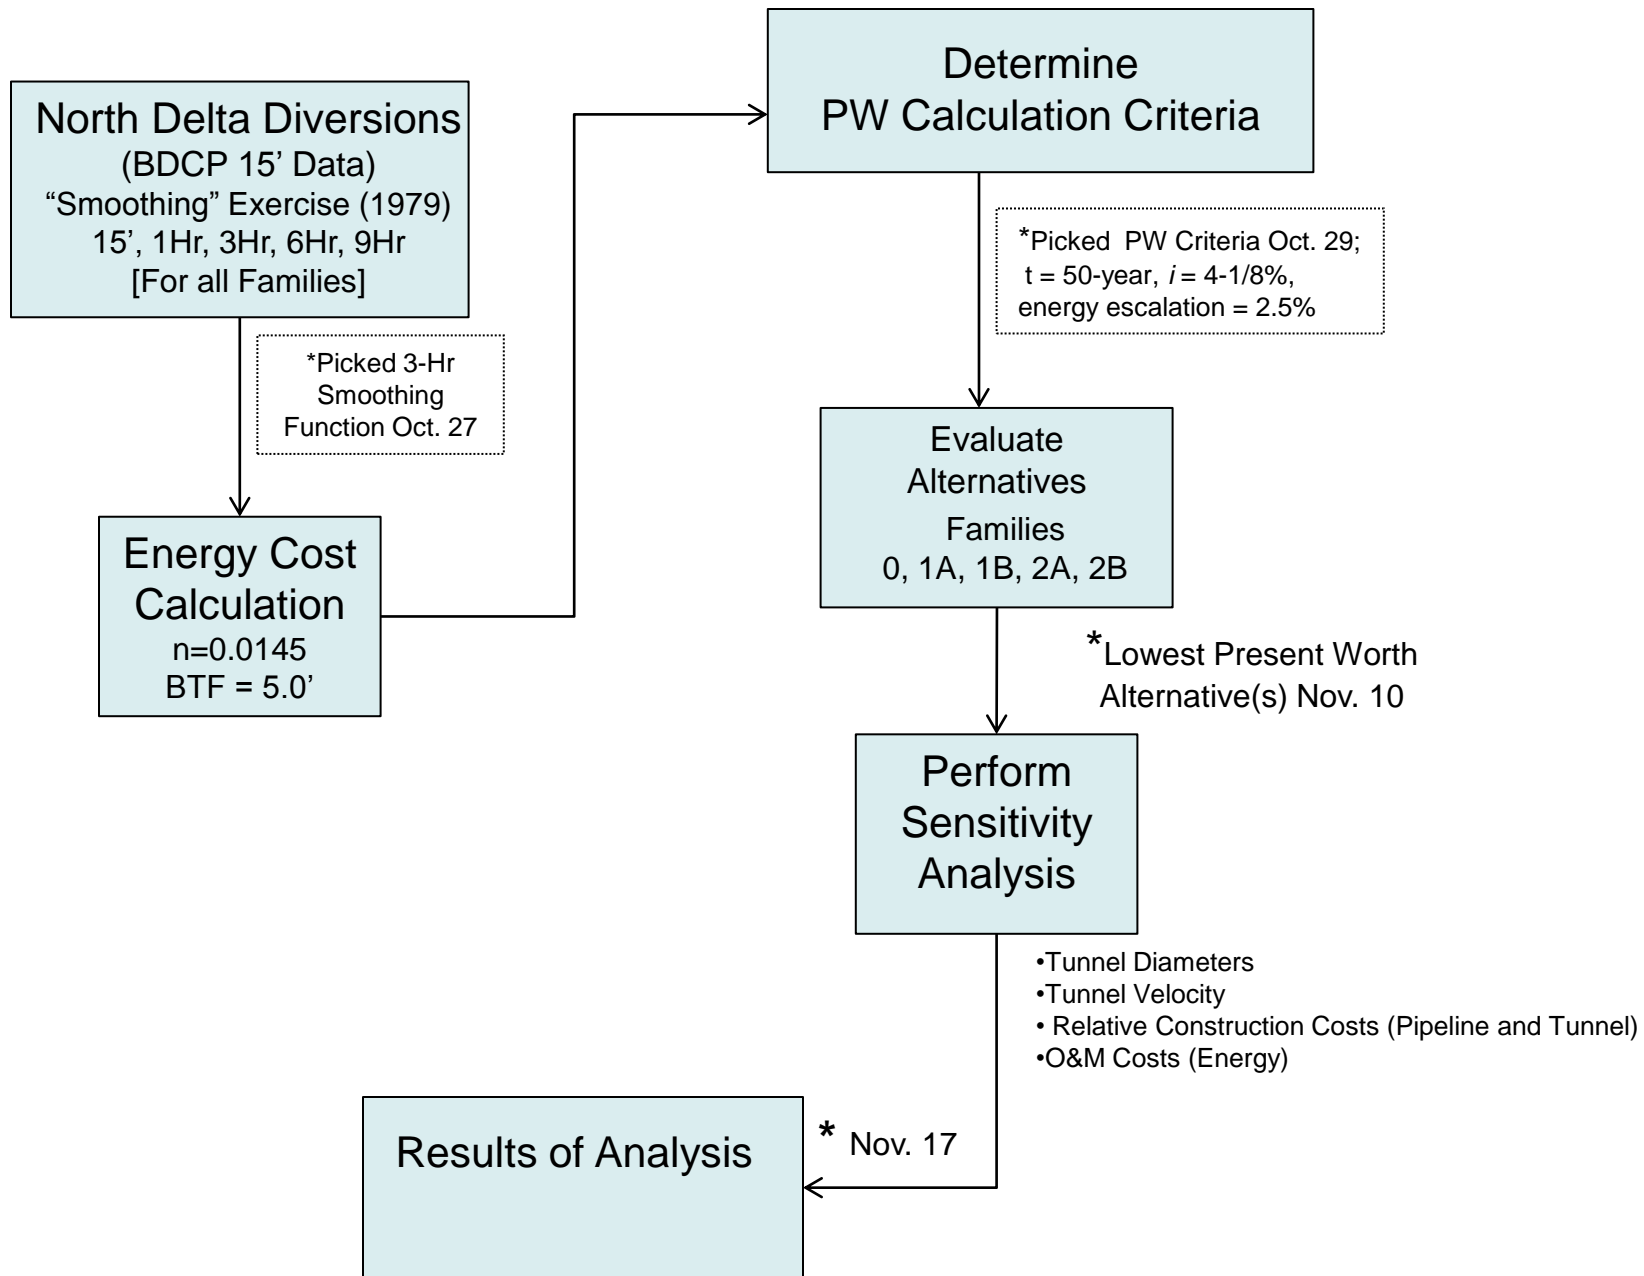 North Delta Diversions
(BDCP 15’ Data)
“Smoothing” Exercise (1979)
15’, 1Hr, 3Hr, 6Hr, 9Hr
[For all Families]
*Picked 3-Hr
Smoothing
Function Oct. 27
Energy Cost
Calculation
n=0.0145
BTF = 5.0’
Determine
PW Calculation Criteria
*Picked PW Criteria Oct. 29;
t = 50-year, i = 4-1/8%,
energy escalation = 2.5%
Evaluate
Alternatives
Families
0, 1A, 1B, 2A, 2B
*Lowest Present Worth
Alternative(s) Nov. 10
Perform
Sensitivity
Analysis
•Tunnel Diameters
•Tunnel Velocity
• Relative Construction Costs (Pipeline and Tunnel)
•O&M Costs (Energy)
* Nov. 17
Results of Analysis